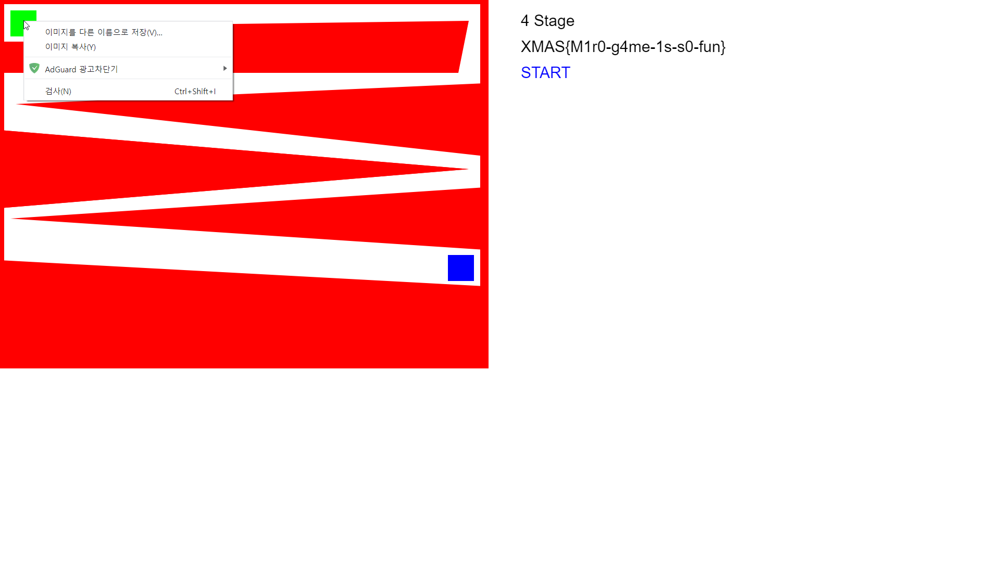 4 Stage
XMAS{M1r0-g4me-1s-s0-fun}
START
이미지를 다른 이름으로 저장(V)...
이미지 복사(Y)
AdGuard 광고차단기
검사(N) Ctrl+Shift+I